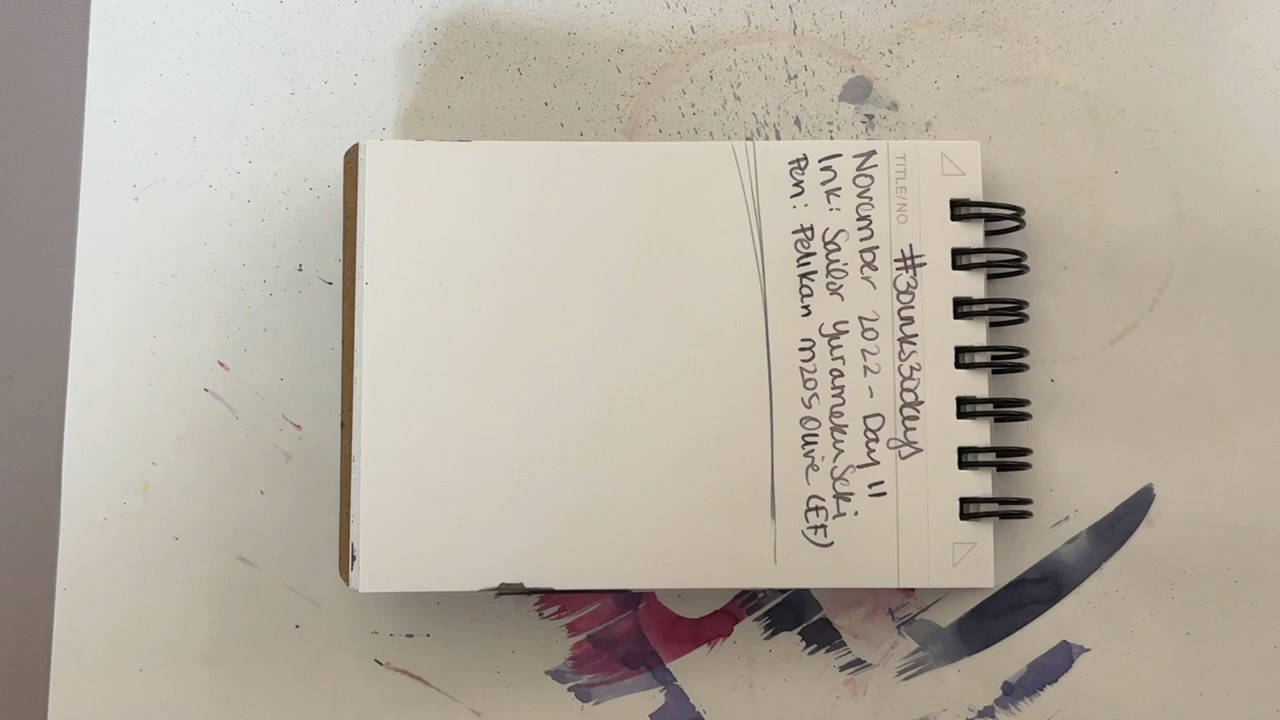 TITLE/NO.
#30inks30days
November 2022 - Day 11
Ink: Sailor Yurameku Seki
Pen: Pelikan m205 Olive (EF)